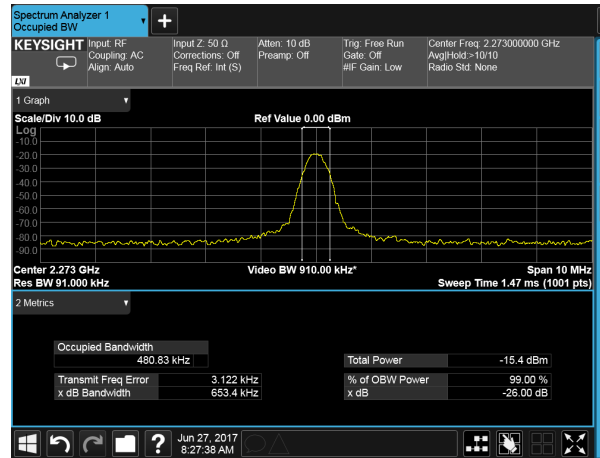 Spectrum Analyzer 1
Occupied BW
KEYSIGHT Input: RF Input Z: 50 Ω Atten: 10 dB Trig: Free Run Center Freq: 2.273000000 GHz
Coupling: AC Corrections: Off Preamp: Off Gate: Off Avg|Hold:>10/10
Align: Auto Freq Ref: Int (S) #IF Gain: Low Radio Std: None
LXI
1 Graph
Scale/Div 10.0 dB Ref Value 0.00 dBm
Log
-10.0
-20.0
-30.0
-40.0
-50.0
-60.0
-70.0
-80.0
-90.0
Center 2.273 GHz Video BW 910.00 kHz* Span 10 MHz
Res BW 91.000 kHz Sweep Time 1.47 ms (1001 pts)
2 Metrics
Occupied Bandwidth
480.83 kHz Total Power -15.4 dBm
Transmit Freq Error 3.122 kHz % of OBW Power 99.00 %
x dB Bandwidth 653.4 kHz x dB -26.00 dB
? Jun 27, 2017
8:27:38 AM